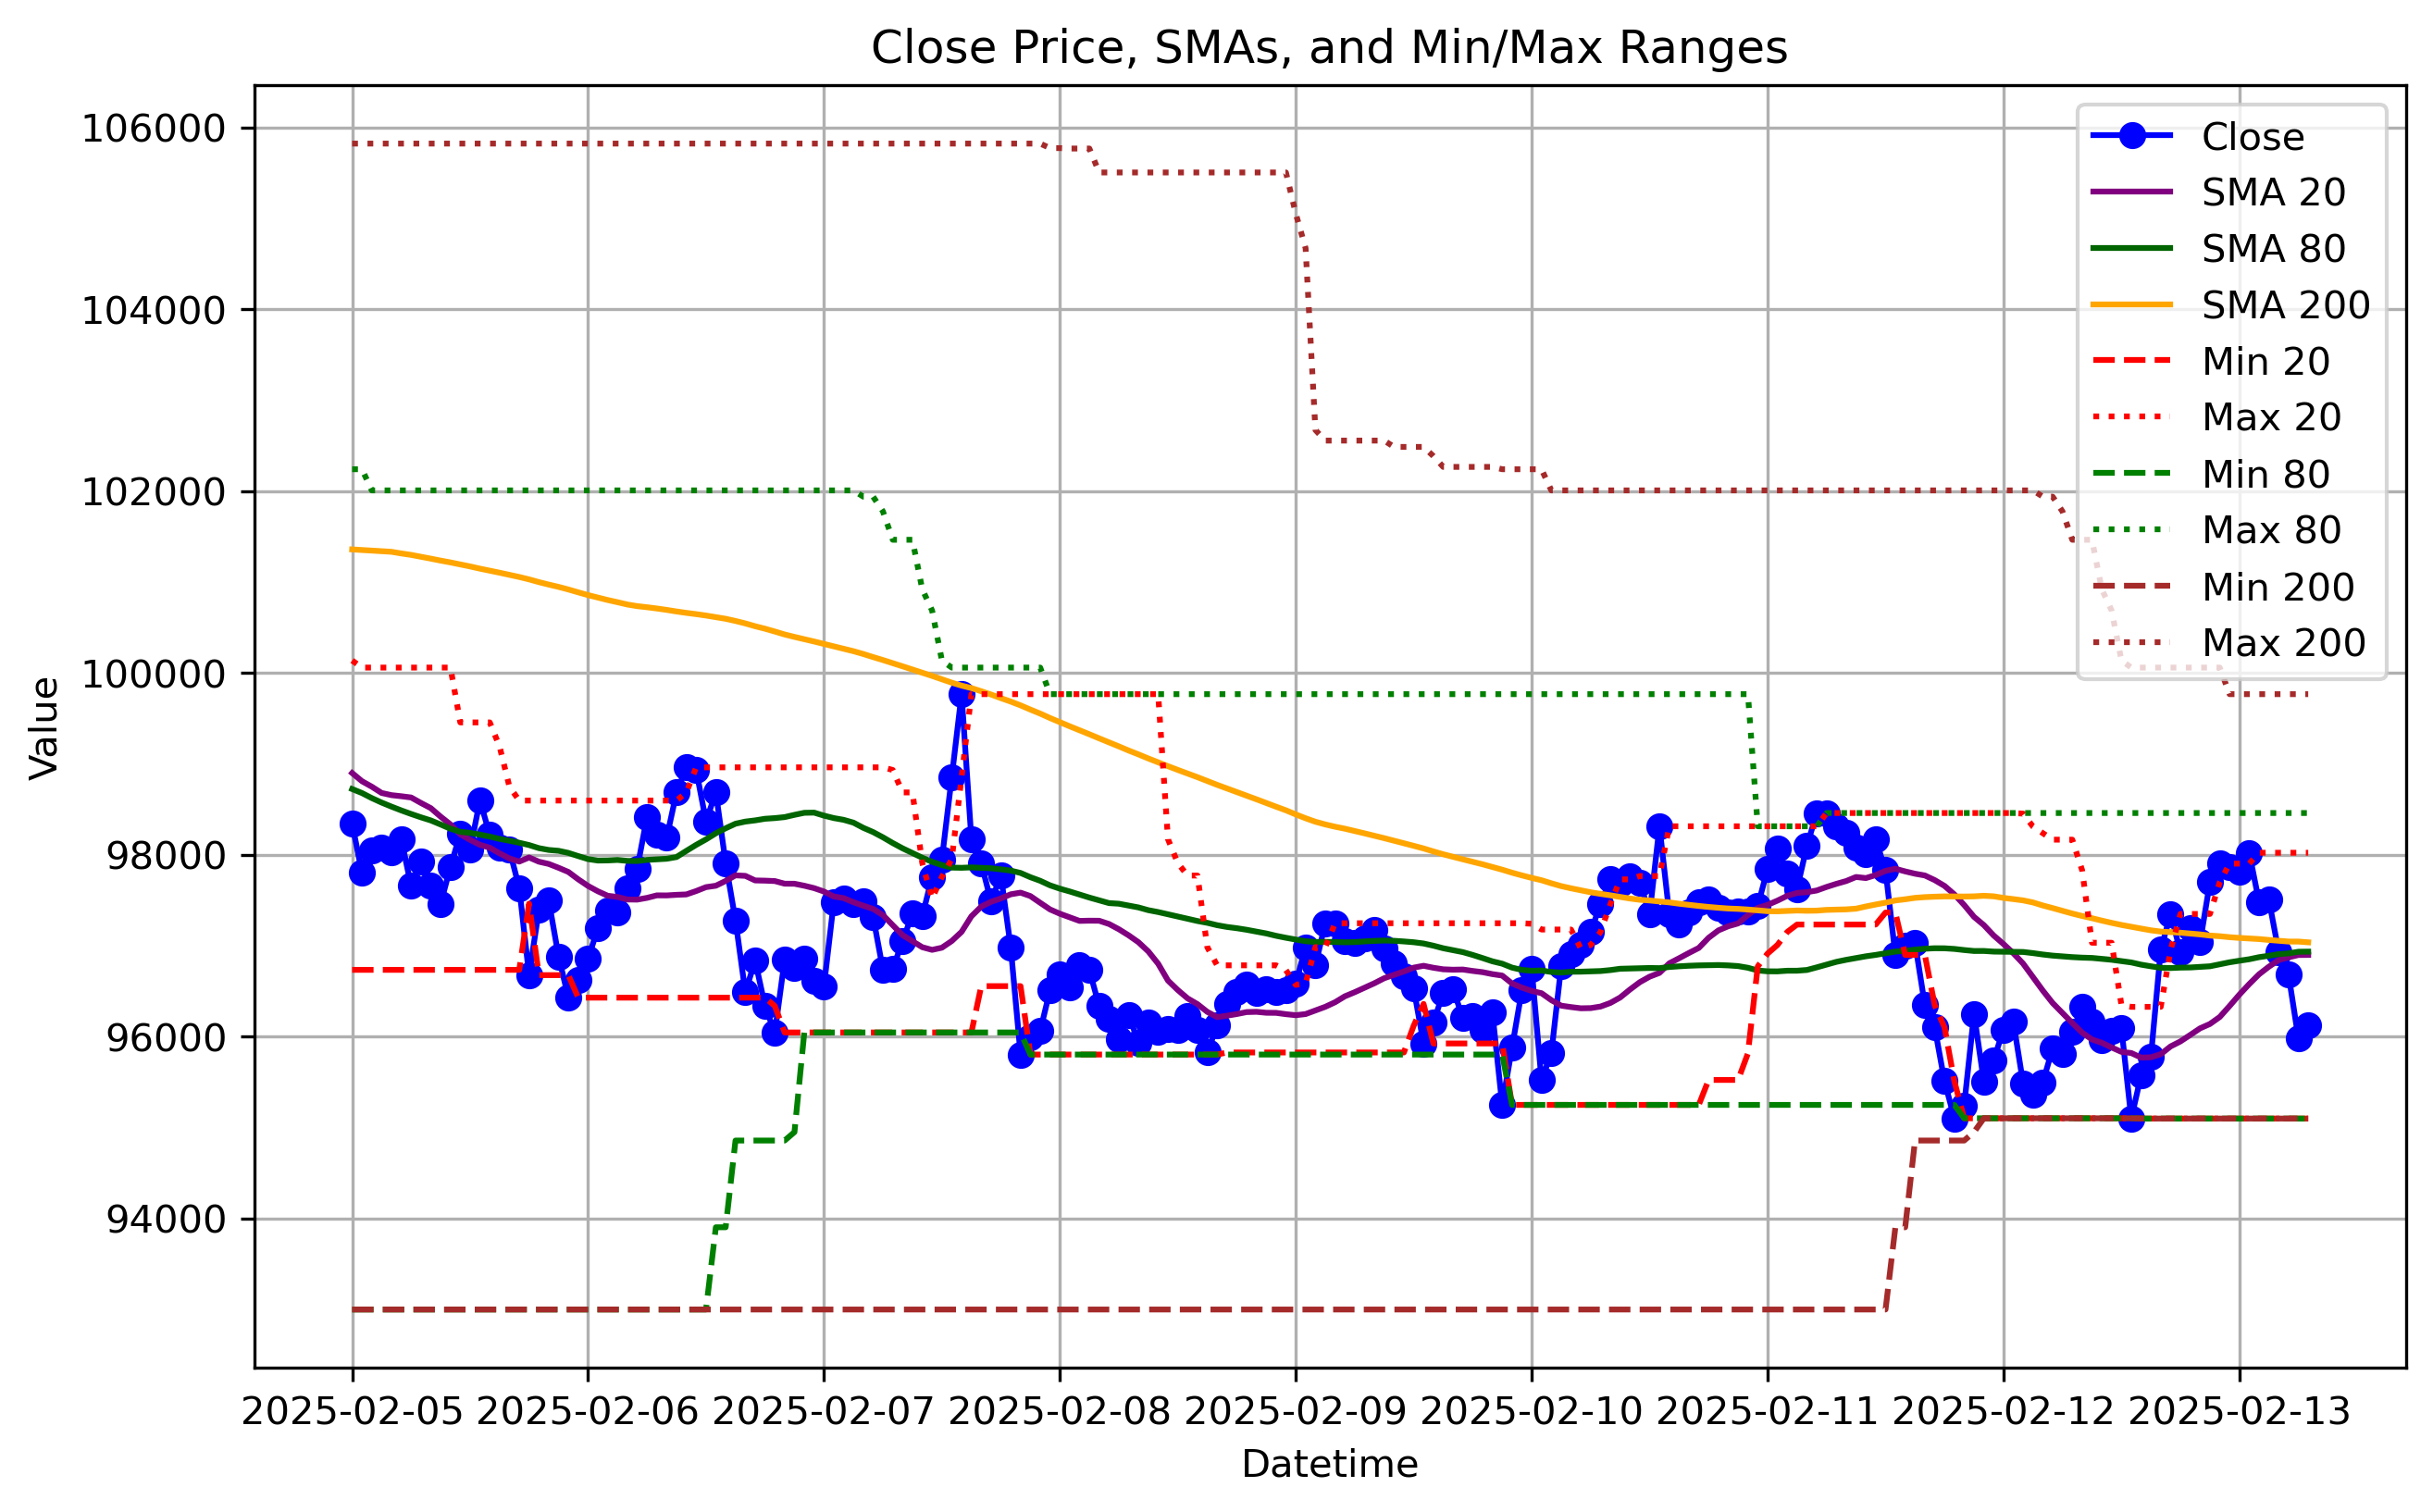 Close Price, SMAs, and Min/Max Ranges
106000
104000
102000
100000
98000
96000
94000
Value
Close
SMA 20
SMA 80
SMA 200
Min 20
Max 20
Min 80
Max 80
Min 200
Max 200
2025-02-05 2025-02-06 2025-02-07 2025-02-08 2025-02-09 2025-02-10 2025-02-11 2025-02-12 2025-02-13
Datetime